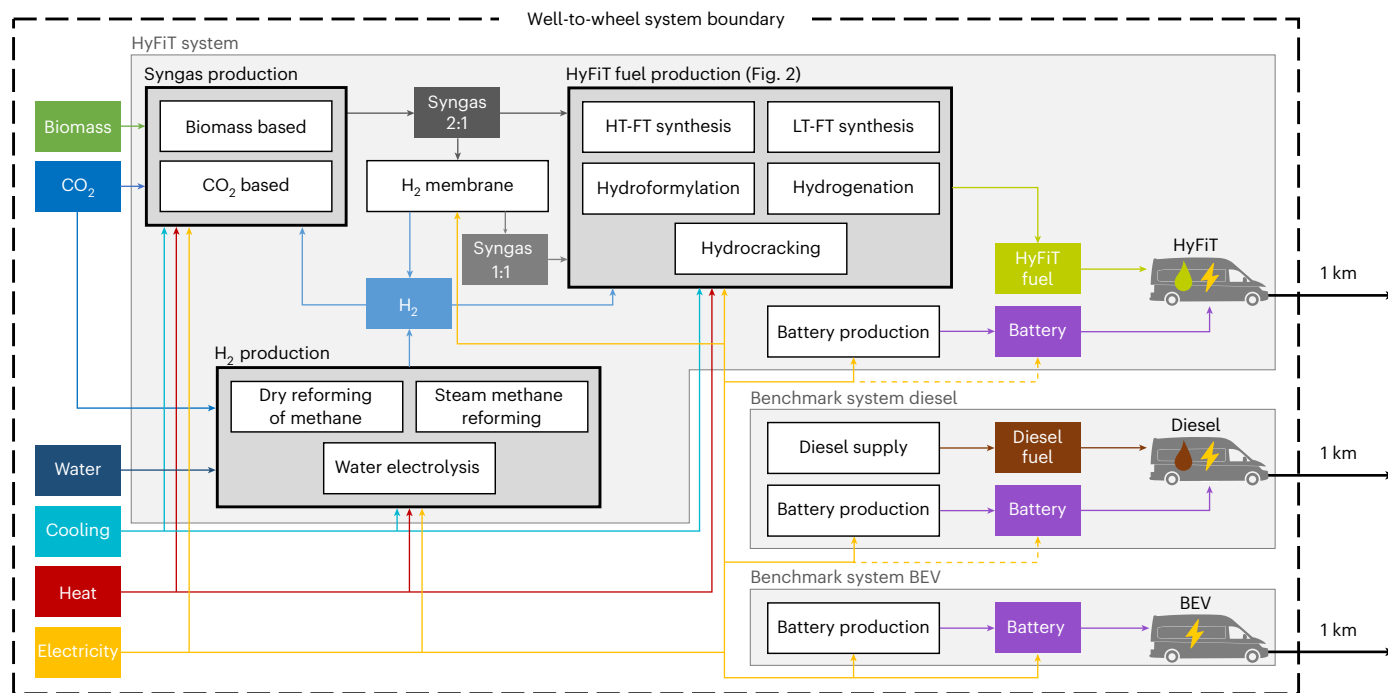 Well-to-wheel system boundary
HyFiT system
Syngas production
Biomass based
CO₂ based
Biomass
CO₂
Syngas
2:1
H₂ membrane
Syngas
1:1
H₂
HyFiT fuel production (Fig. 2)
HT-FT synthesis
LT-FT synthesis
Hydroformylation
Hydrogenation
Hydrocracking
HyFiT
fuel
HyFiT
1 km
Battery production
Battery
H₂ production
Dry reforming
of methane
Steam methane
reforming
Water electrolysis
Water
Cooling
Heat
Electricity
Benchmark system diesel
Diesel supply
Diesel
fuel
Diesel
1 km
Battery production
Battery
Benchmark system BEV
Battery production
Battery
BEV
1 km